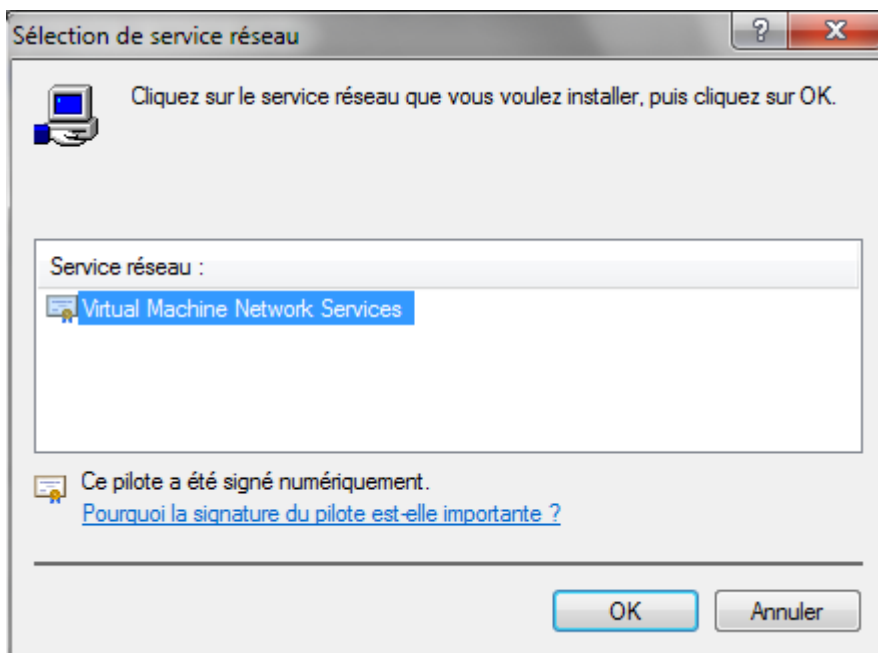 Sélection de service réseau
Cliquez sur le service réseau que vous voulez installer, puis cliquez sur OK.
Service réseau :
Virtual Machine Network Services
Ce pilote a été signé numériquement.
Pourquoi la signature du pilote est-elle importante ?
OK
Annuler